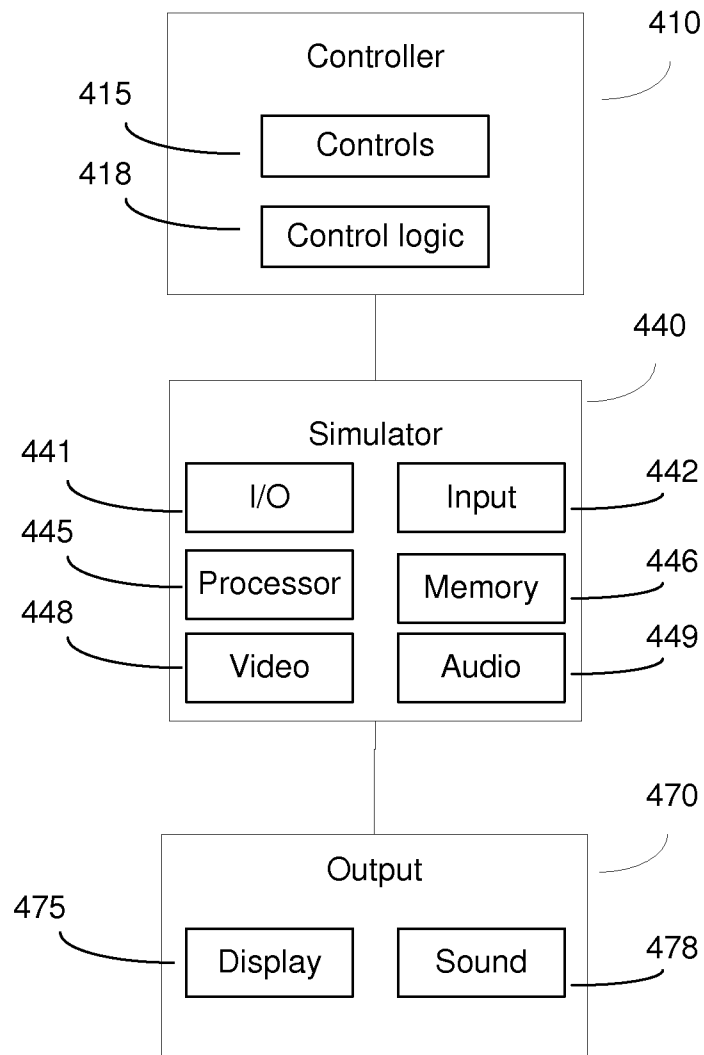 410
Controller
415
Controls
418
Control logic
440
Simulator
441
I/O
Input
442
445
Processor
Memory
446
448
Video
Audio
449
470
Output
475
Display
Sound
478